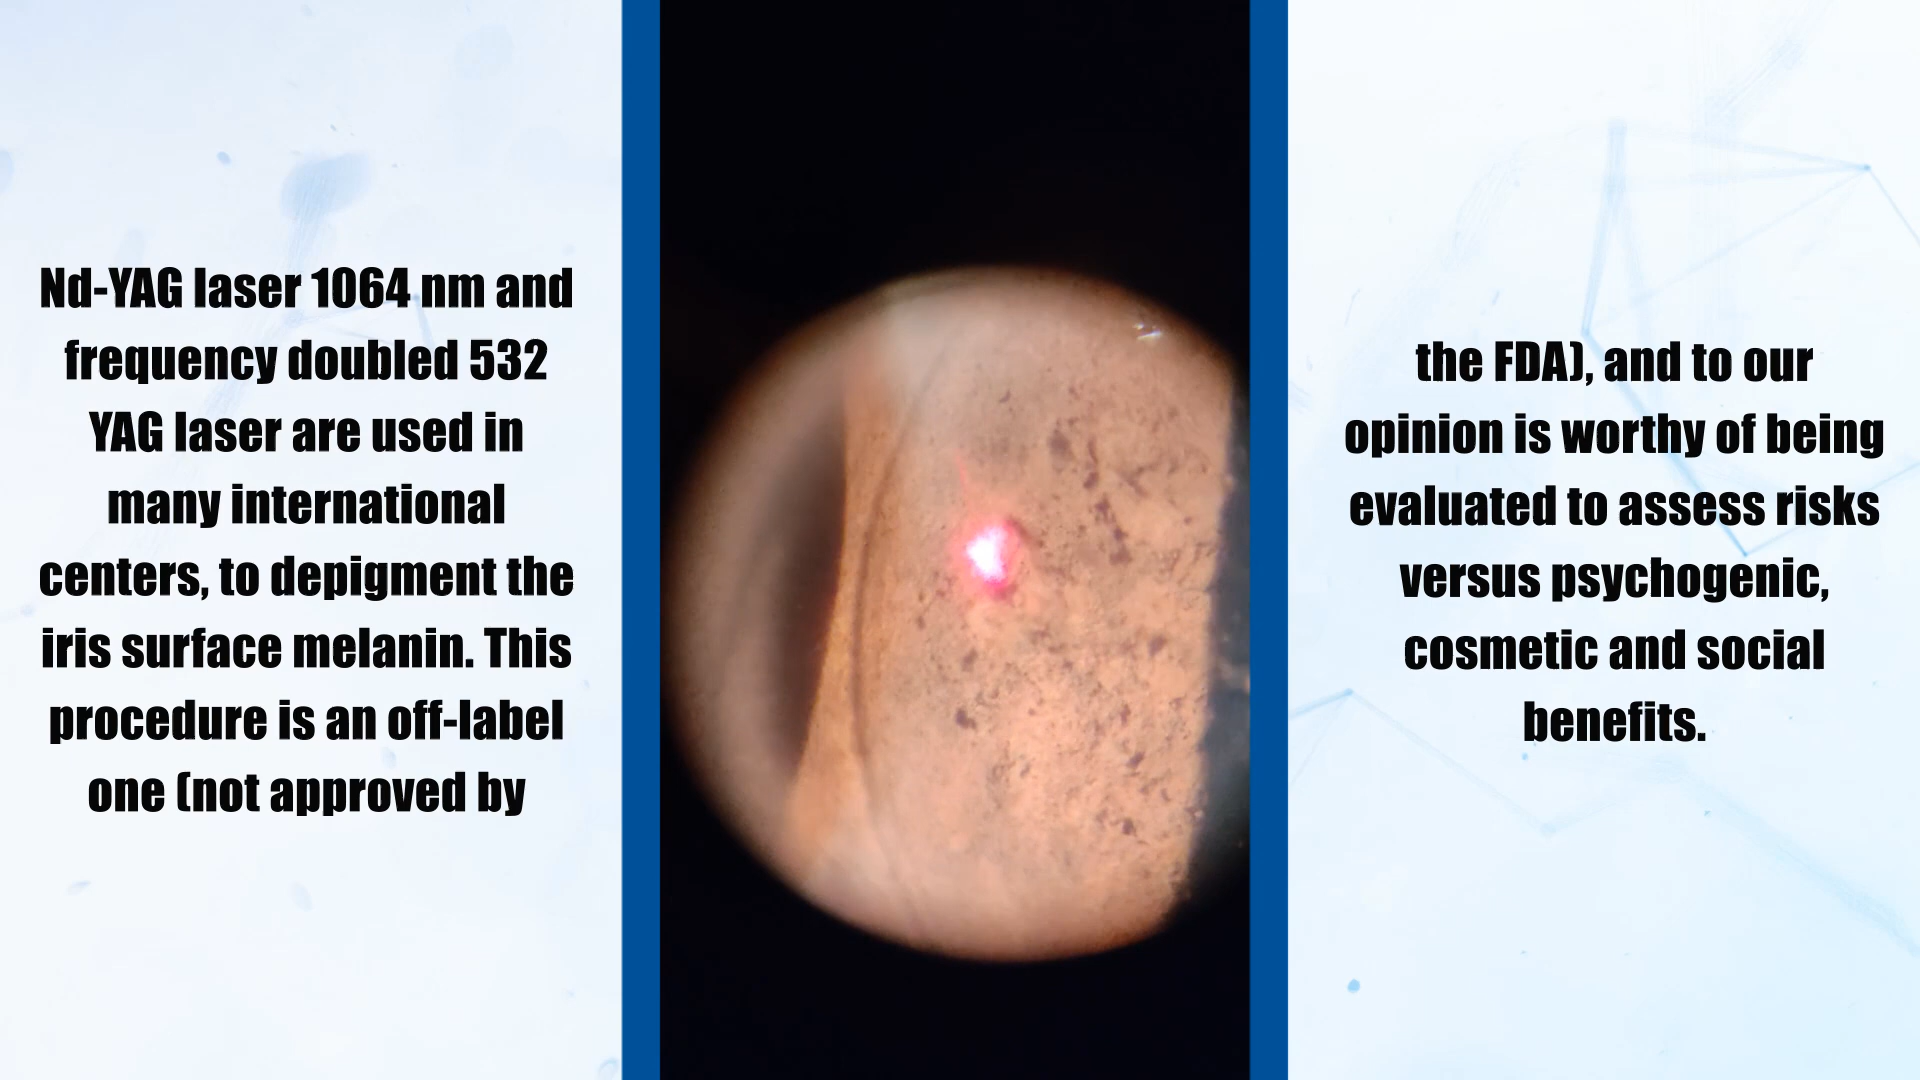 Nd-YAG laser 1064 nm and
frequency doubled 532
YAG laser are used in
many international
centers, to depigment the
iris surface melanin. This
procedure is an off-label
one (not approved by
the FDA), and to our
opinion is worthy of being
evaluated to assess risks
versus psychogenic,
cosmetic and social
benefits.